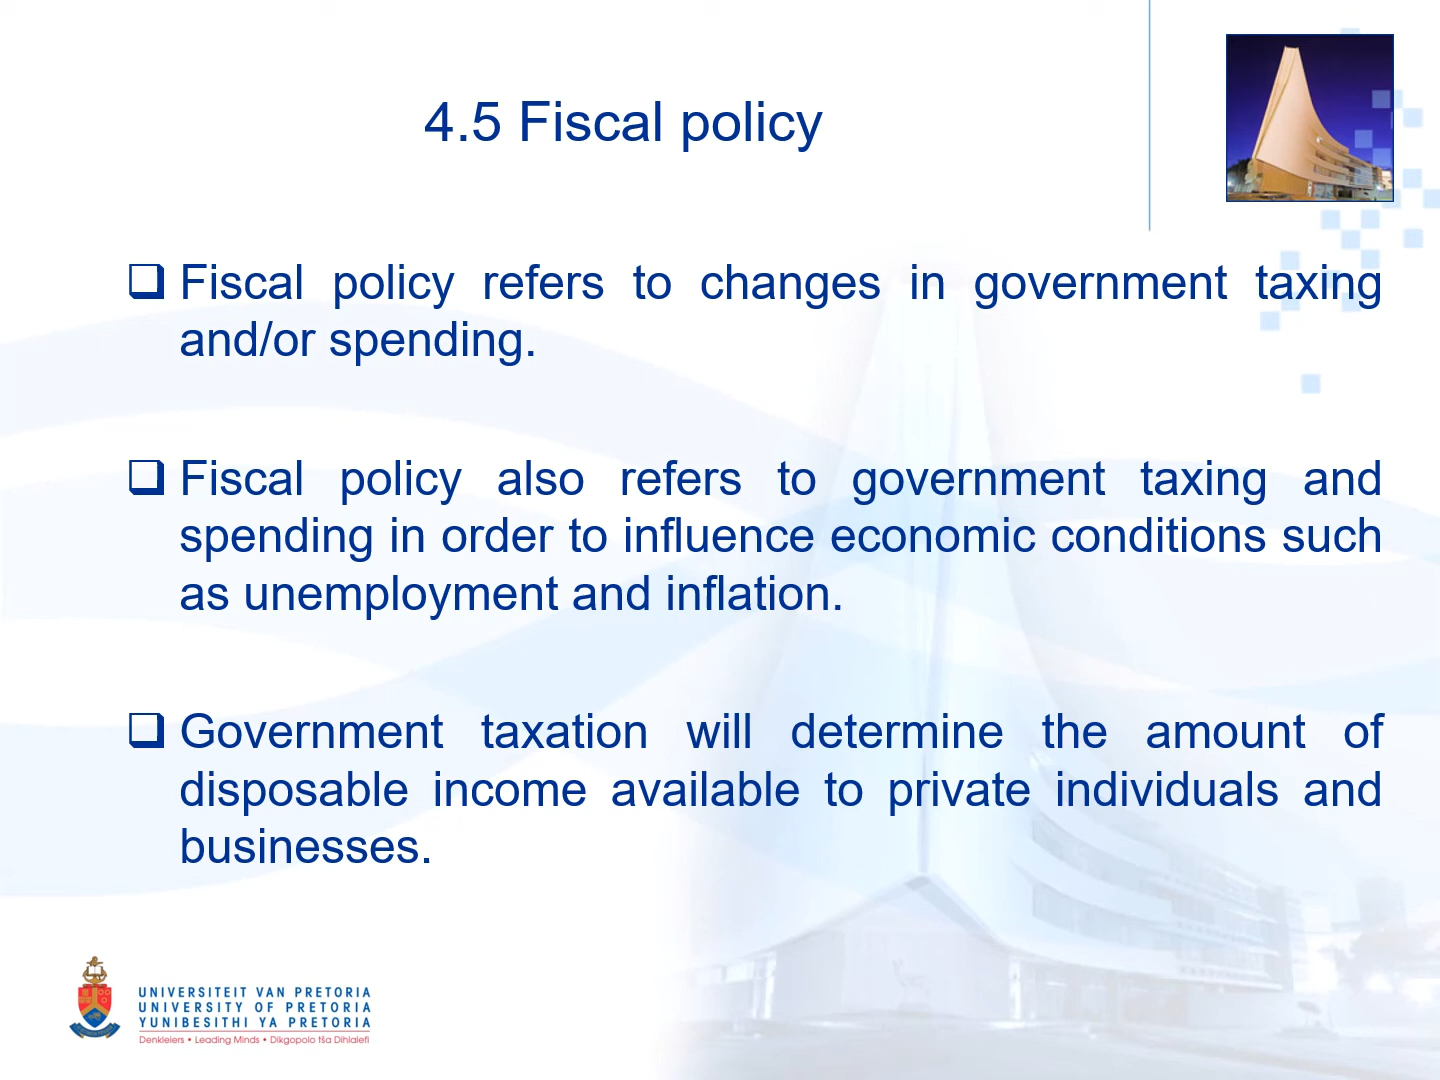 4.5 Fiscal policy
Fiscal policy refers to changes in government taxing
and/or spending.
Fiscal policy also refers to government taxing and
spending in order to influence economic conditions such
as unemployment and inflation.
Government taxation will determine the amount of
disposable income available to private individuals and
businesses.
UNIVERSITEIT VAN PRETORIA
UNIVERSITY OF PRETORIA
YUNIBESITHI YA PRETORIA
Denkleiers • Leading Minds • Dikgopolo tša Dihlalefi